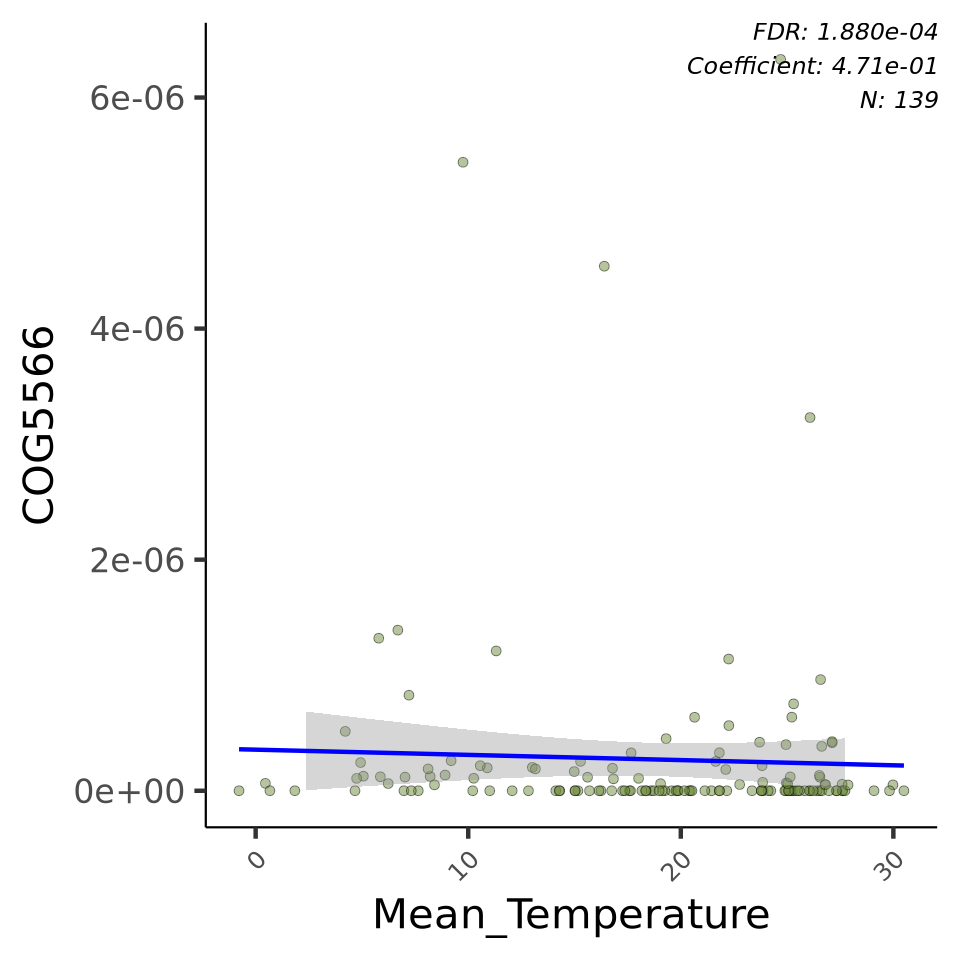 FDR: 1.880e-04
Coefficient: 4.71e-01
N: 139
6e-06
4e-06
2e-06
0e+00
COG5566
0
10
20
30
Mean_Temperature